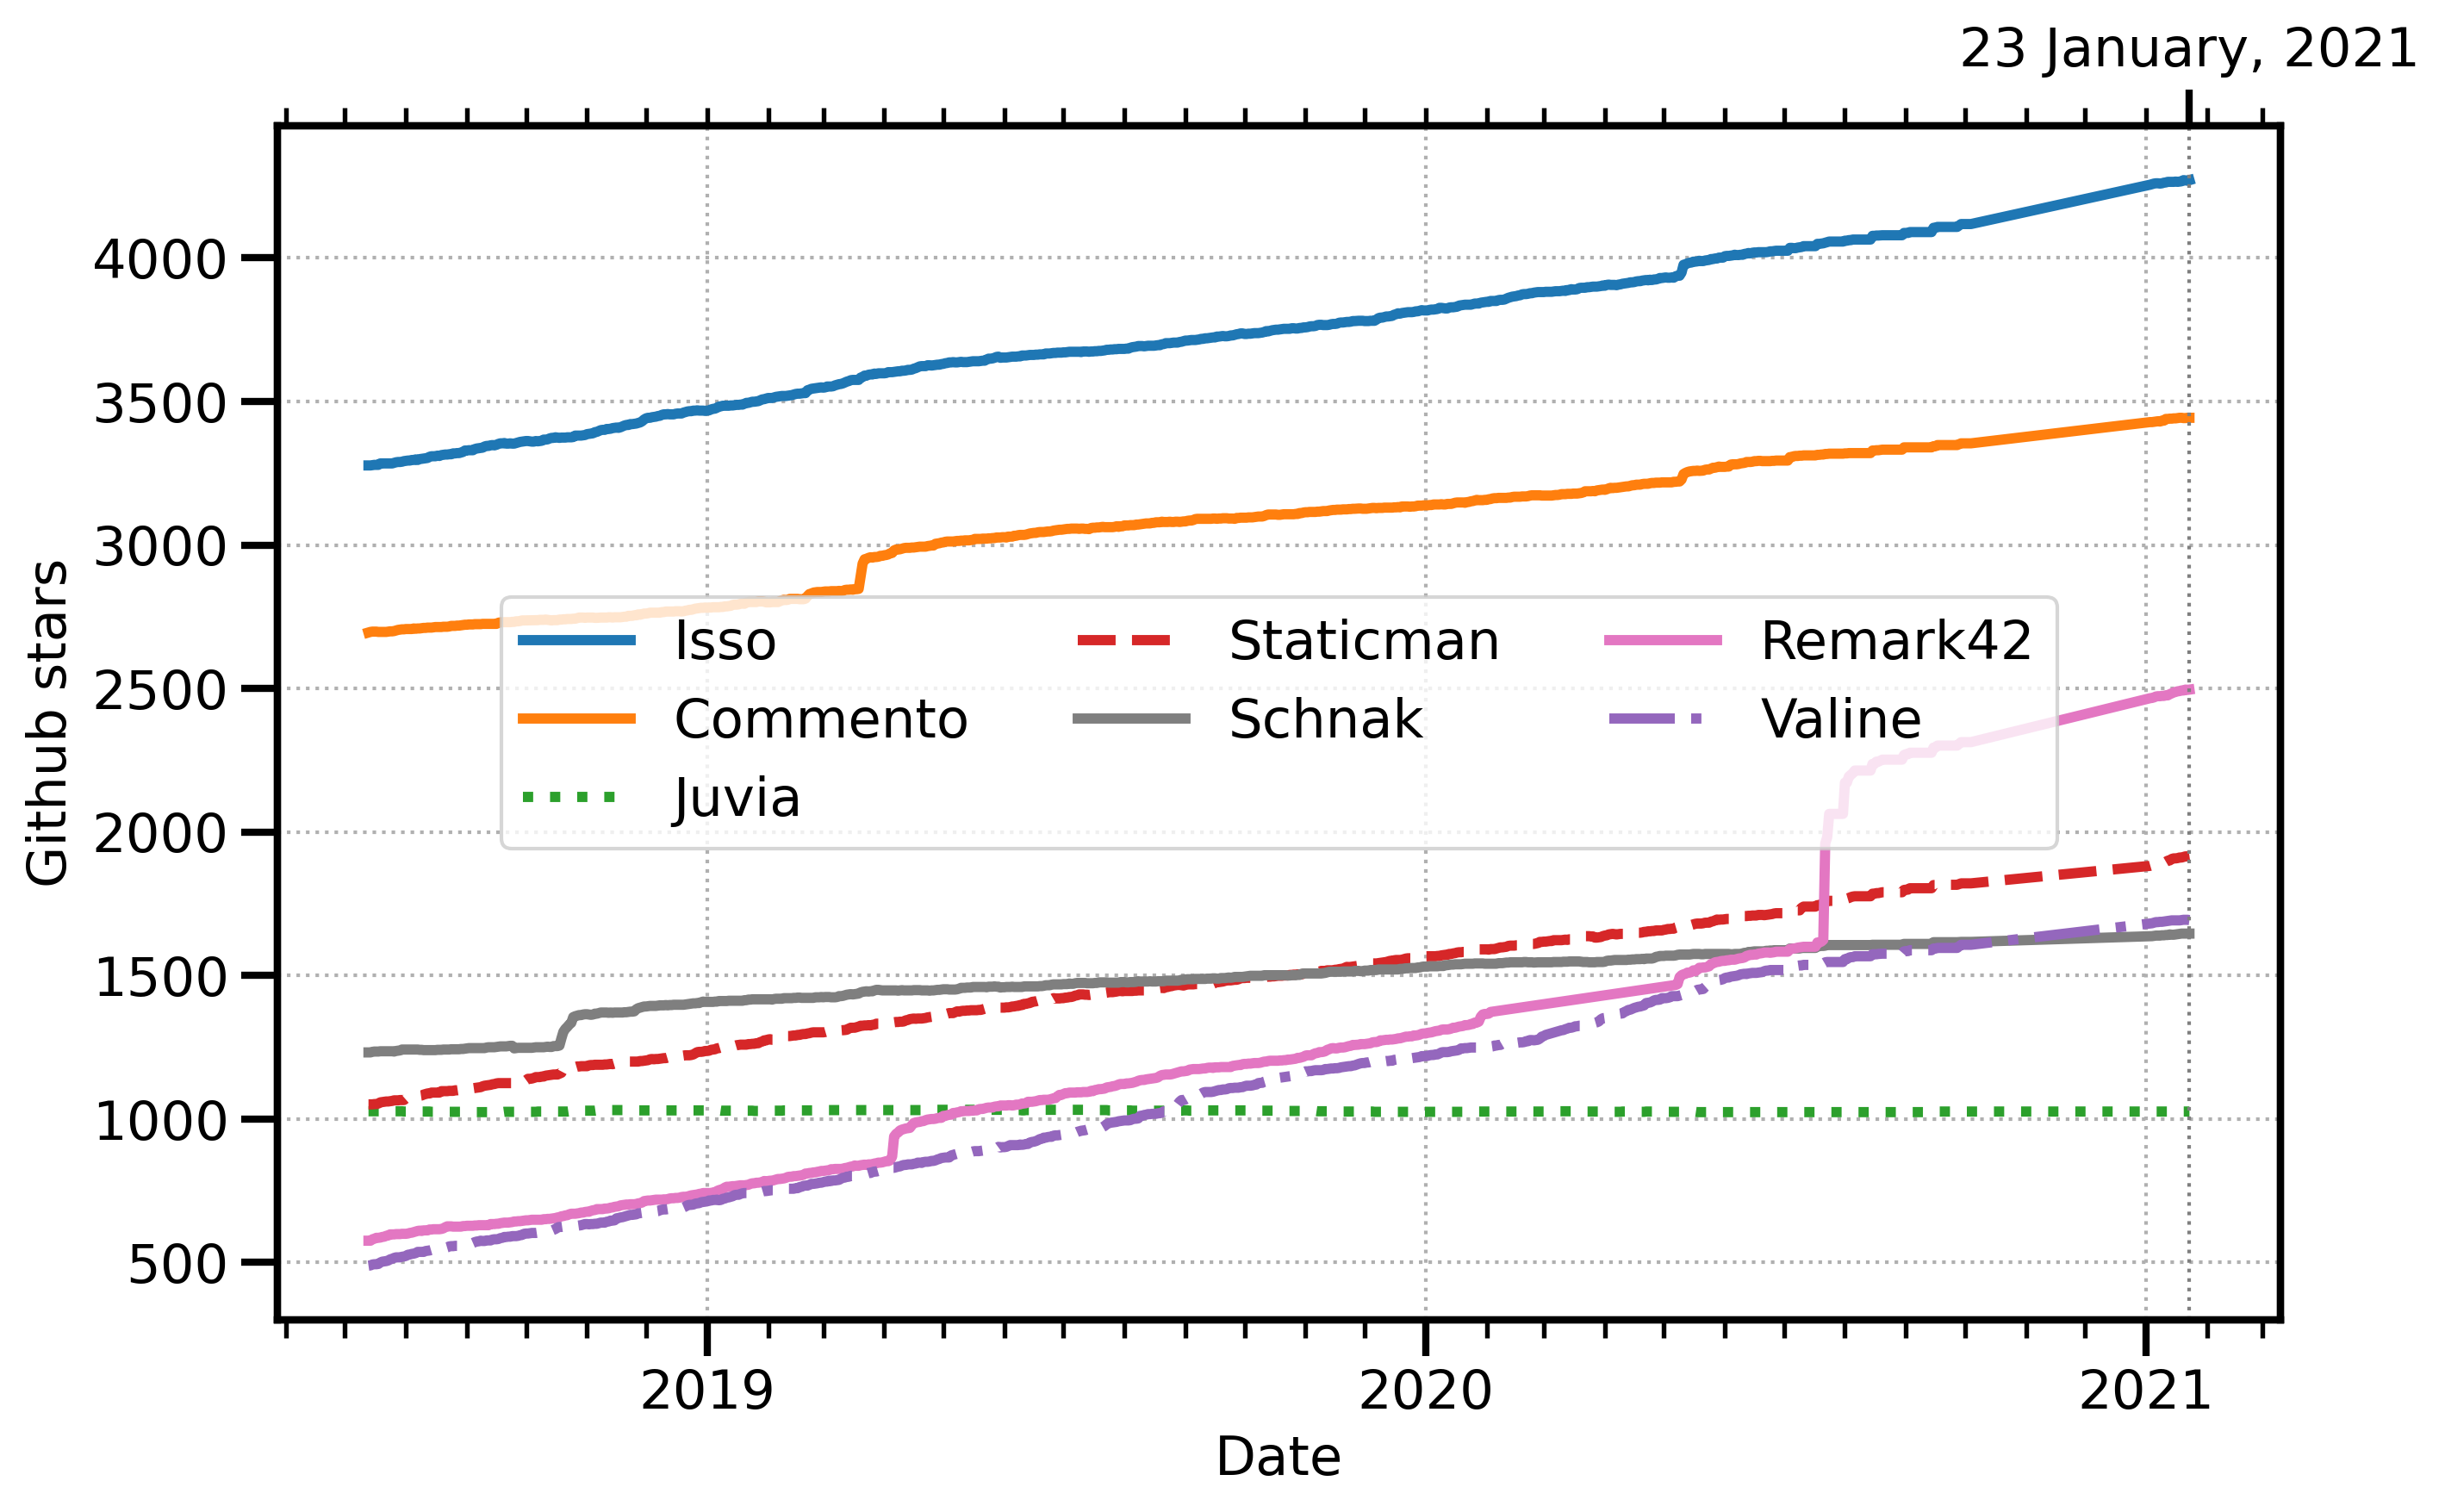 23 January, 2021
Github stars
4000
3500
3000
2500
2000
1500
1000
500
Isso
Commento
Juvia
Staticman
Schnak
Remark42
Valine
2019
2020
2021
Date